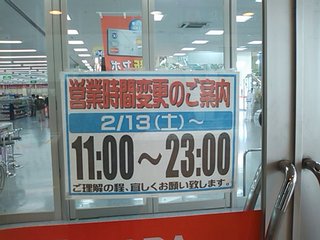 営業時間変更のご案内
2/13(土)~
11:00~23:00
ご理解の程、宜しくお願い致します。